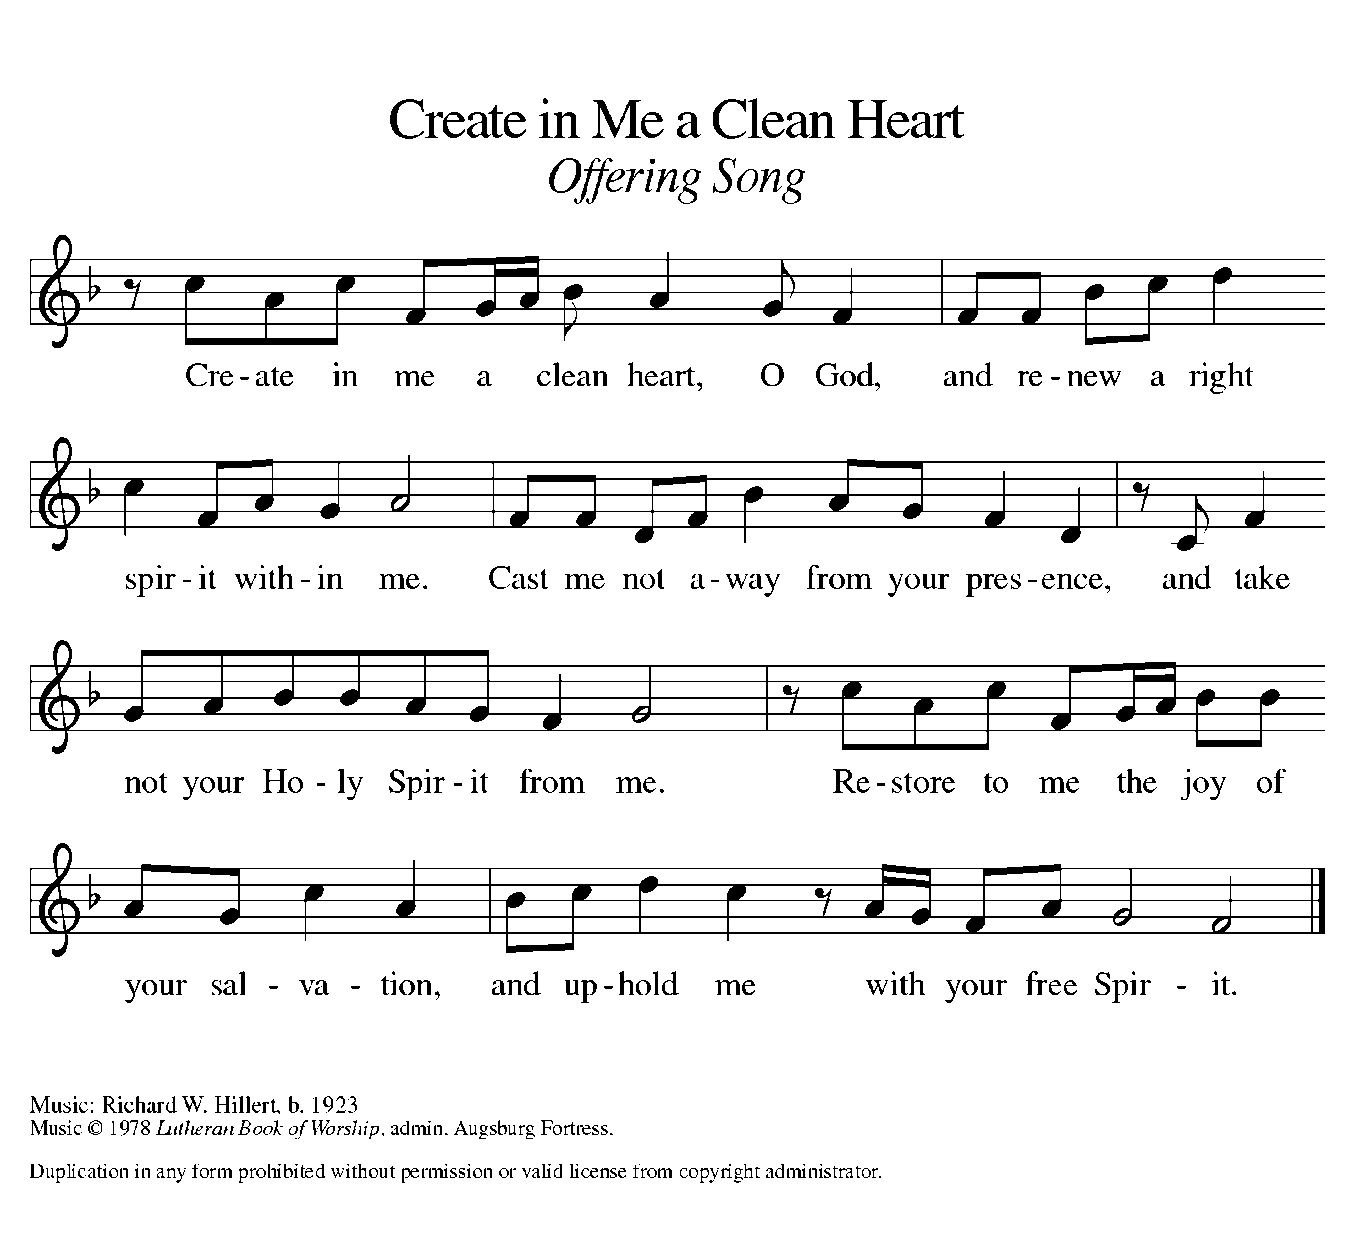 Create in Me a Clean Heart
Offering Song
Cre - ate in me a clean heart, O God, and re - new a right
spir - it with - in me. Cast me not a - way from your pres - ence, and take
not your Ho - ly Spir - it from me. Re - store to me the joy of
your sal - va - tion, and up - hold me with your free Spir - it.
Music: Richard W. Hillert, b. 1923
Music © 1978 Lutheran Book of Worship, admin. Augsburg Fortress.
Duplication in any form prohibited without permission or valid license from copyright administrator.